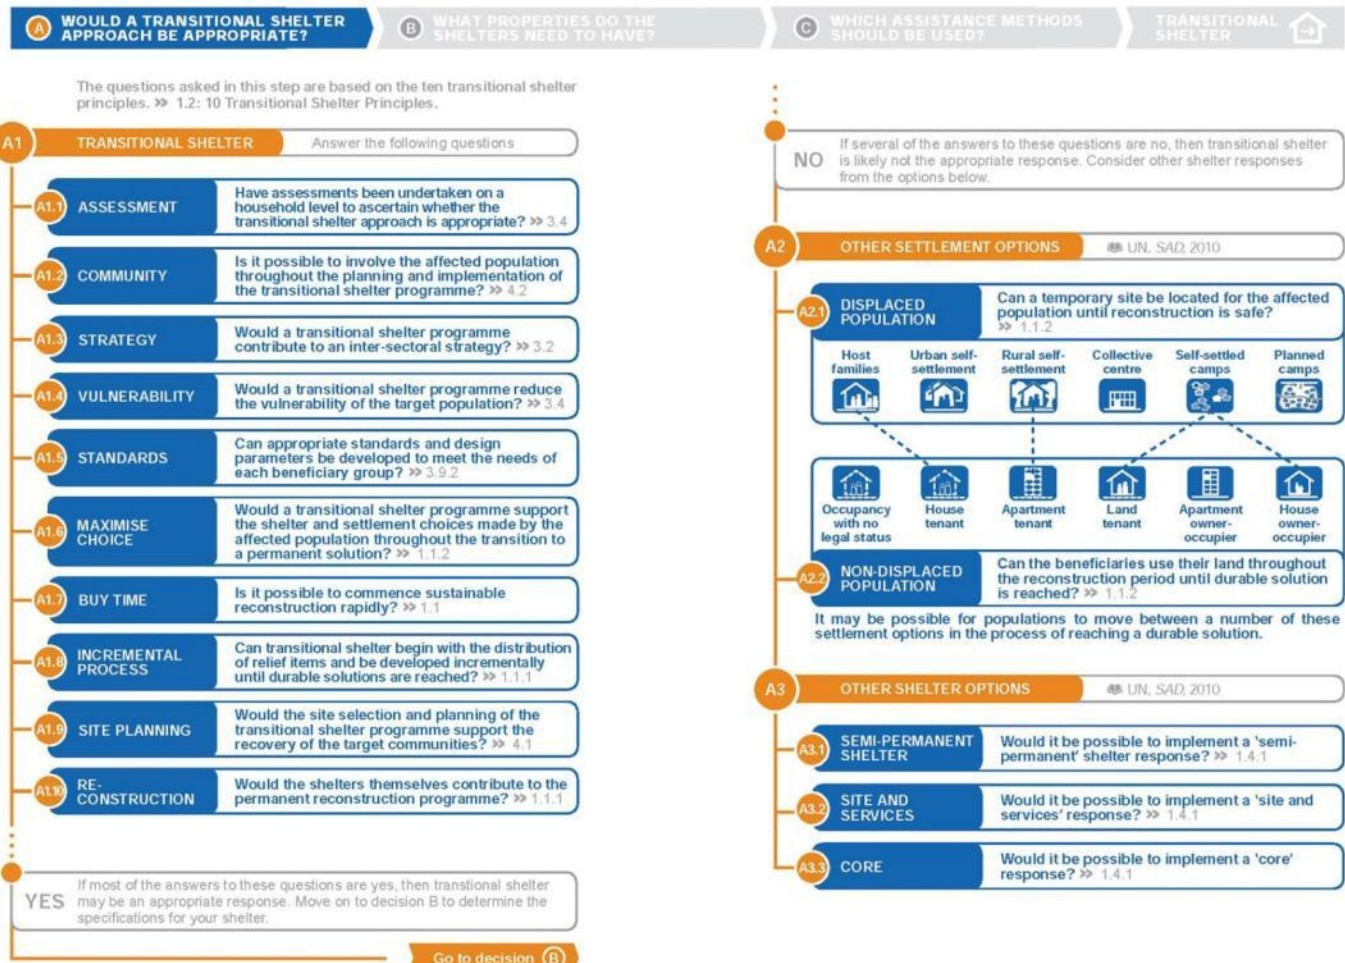 A WOULD A TRANSITIONAL SHELTER
APPROACH BE APPROPRIATE?
B WHAT PROPERTIES DO THE
SHELTERS NEED TO HAVE?
C WHICH ASSISTANCE METHODS
SHOULD BE USED?
TRANSITIONAL
SHELTER
The questions asked in this step are based on the ten transitional shelter
principles. >> 1.2: 10 Transitional Shelter Principles.
A1 TRANSITIONAL SHELTER Answer the following questions
A1.1 ASSESSMENT
Have assessments been undertaken on a
household level to ascertain whether the
transitional shelter approach is appropriate? >> 3.4
A1.2 COMMUNITY
Is it possible to involve the affected population
throughout the planning and implementation of
the transitional shelter programme? >> 4.2
A1.3 STRATEGY
Would a transitional shelter programme
contribute to an inter-sectoral strategy? >> 3.2
A1.4 VULNERABILITY
Would a transitional shelter programme reduce
the vulnerability of the target population? >> 3.4
A1.5 STANDARDS
Can appropriate standards and design
parameters be developed to meet the needs of
each beneficiary group? >> 3.9.2
A1.6 MAXIMISE
CHOICE
Would a transitional shelter programme support
the shelter and settlement choices made by the
affected population throughout the transition to
a permanent solution? >> 1.1.2
A1.7 BUY TIME
Is it possible to commence sustainable
reconstruction rapidly? >> 1.1
A1.8 INCREMENTAL
PROCESS
Can transitional shelter begin with the distribution
of relief items and be developed incrementally
until durable solutions are reached? >> 1.1.1
A1.9 SITE PLANNING
Would the site selection and planning of the
transitional shelter programme support the
recovery of the target communities? >> 4.1
A1.10 RE-
CONSTRUCTION
Would the shelters themselves contribute to the
permanent reconstruction programme? >> 1.1.1
YES
If most of the answers to these questions are yes, then transtional shelter
may be an appropriate response. Move on to decision B to determine the
specifications for your shelter.
Go to decision B
NO
If several of the answers to these questions are no, then transitional shelter
is likely not the appropriate response. Consider other shelter responses
from the options below.
A2 OTHER SETTLEMENT OPTIONS UN, SAD, 2010
A2.1 DISPLACED
POPULATION
Can a temporary site be located for the affected
population until reconstruction is safe?
>> 1.1.2
Host
families
Urban self-
settlement
Rural self-
settlement
Collective
centre
Self-settled
camps
Planned
camps
Occupancy
with no
legal status
House
tenant
Apartment
tenant
Land
tenant
Apartment
owner-
occupier
House
owner-
occupier
A2.2 NON-DISPLACED
POPULATION
Can the beneficiaries use their land throughout
the reconstruction period until durable solution
is reached? >> 1.1.2
It may be possible for populations to move between a number of these
settlement options in the process of reaching a durable solution.
A3 OTHER SHELTER OPTIONS UN, SAD, 2010
A3.1 SEMI-PERMANENT
SHELTER
Would it be possible to implement a 'semi-
permanent' shelter response? >> 1.4.1
A3.2 SITE AND
SERVICES
Would it be possible to implement a 'site and
services' response? >> 1.4.1
A3.3 CORE
Would it be possible to implement a 'core'
response? >> 1.4.1